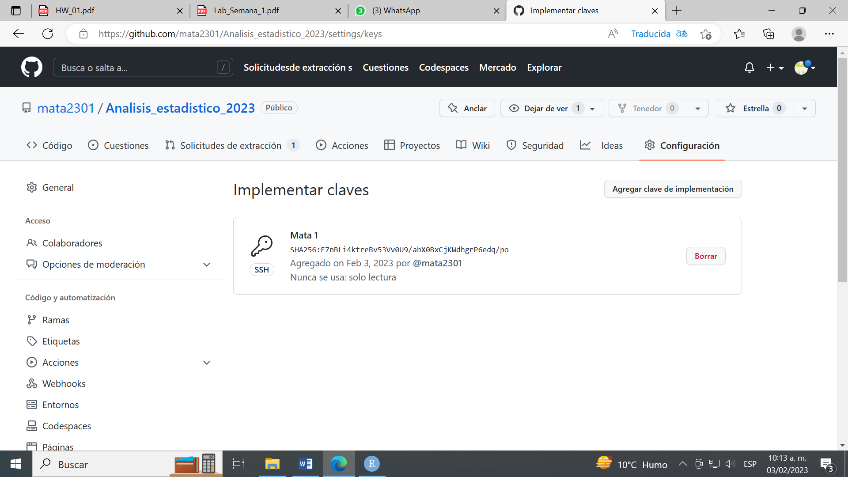 HW_01.pdf
Lab_Semana_1.pdf
(3) WhatsApp
Implementar claves
https://github.com/mata2301/Analisis_estadistico_2023/settings/keys
Traducida
Busca o salta a...
/
Solicitudesde extracción s
Cuestiones
Codespaces
Mercado
Explorar
mata2301 / Analisis_estadistico_2023
Público
Anclar
Dejar de ver 1
Tenedor 0
Estrella 0
Código
Cuestiones
Solicitudes de extracción 1
Acciones
Proyectos
Wiki
Seguridad
Ideas
Configuración
General
Acceso
Colaboradores
Opciones de moderación
Código y automatización
Ramas
Etiquetas
Acciones
Webhooks
Entornos
Codespaces
Páginas
Implementar claves
Agregar clave de implementación
Mata 1
SSH
Agregado on Feb 3, 2023 por @mata2301
Nunca se usa: solo lectura
Borrar
Buscar
10°C Humo
ESP
10:13 a. m.
03/02/2023
3